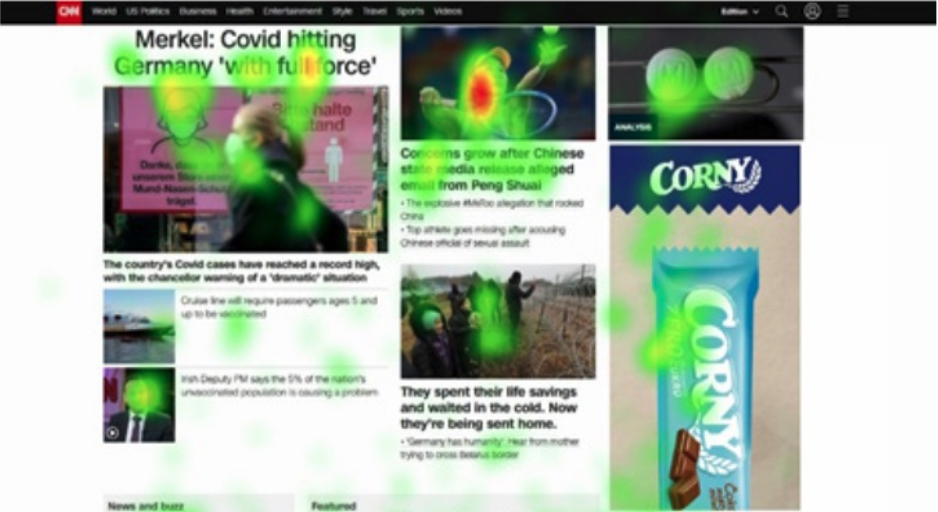 CNN World US Politics Business Health Entertainment Style Travel Sports Videos Edition
Merkel: Covid hitting
Germany 'with full force'
Bitte halte
stand
Danke, dass
unserem Store
Mund-Nasen-Schutz
trägst.
The country's Covid cases have reached a record high,
with the chancellor warning of a 'dramatic' situation
Cruise line will require passengers ages 5 and
up to be vaccinated
Irish Deputy PM says the 5% of the nation's
unvaccinated population is causing a problem
News and buzz
Concerns grow after Chinese
state media release alleged
email from Peng Shuai
• The explosive #MeToo allegation that rocked
China
• Top athlete goes missing after accusing
Chinese official of sexual assault
They spent their life savings
and waited in the cold. Now
they're being sent home.
• 'Germany has humanity': Hear from mother
trying to cross Belarus border
Featured
M M
ANALYSIS
CORNY
CORNY